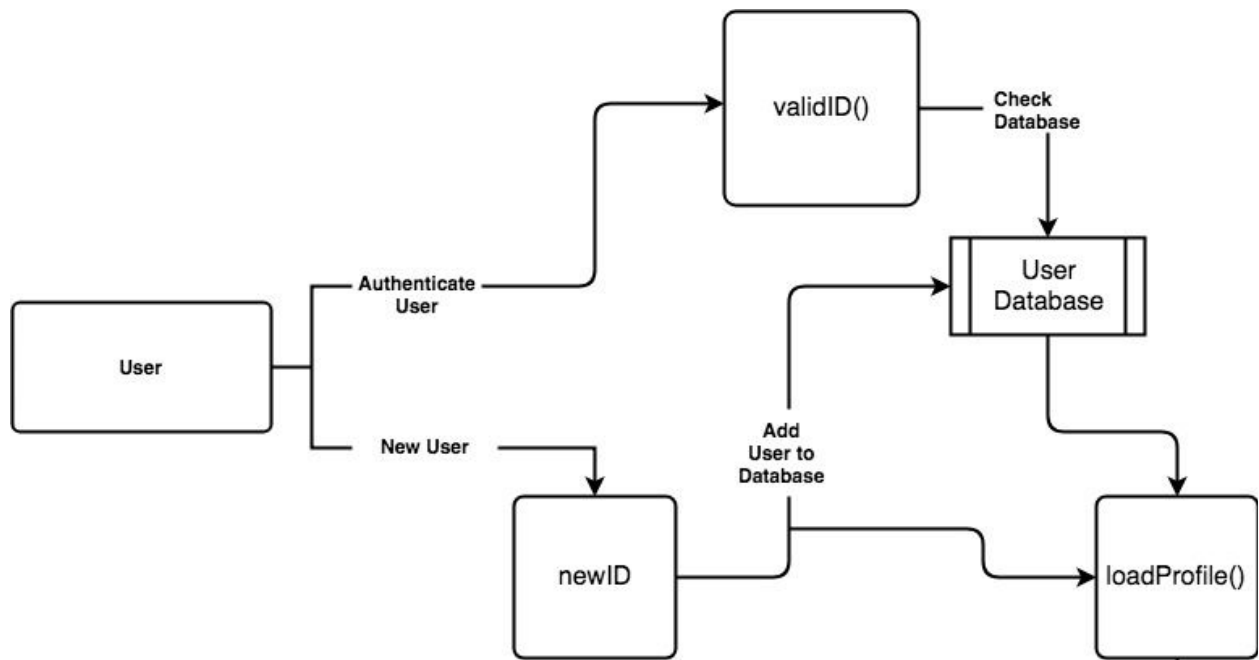 validID()
Check
Database
User
Database
Authenticate
User
User
New User
Add
User to
Database
newID
loadProfile()